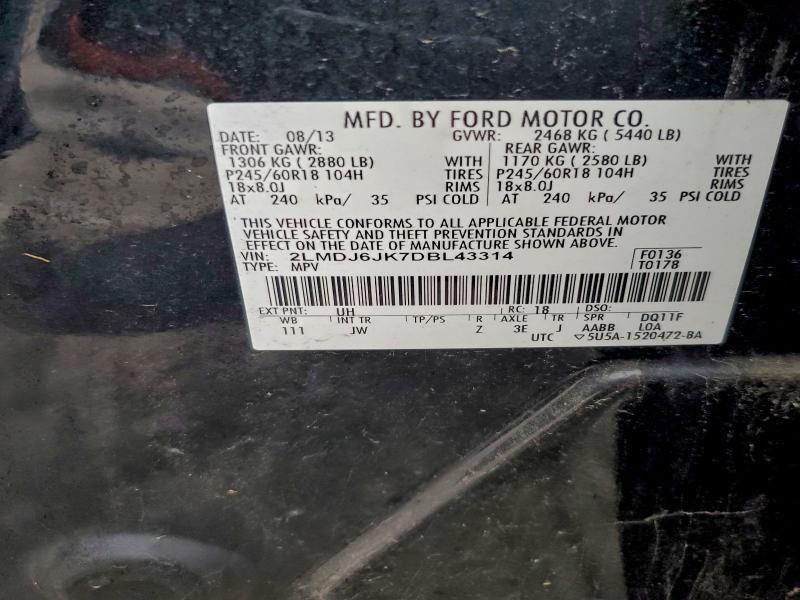 MFD. BY FORD MOTOR CO.
DATE: 08/13 GVWR: 2468 KG ( 5440 LB)
FRONT GAWR: REAR GAWR:
1306 KG ( 2880 LB) WITH 1170 KG ( 2580 LB) WITH
P245/60R18 104H TIRES P245/60R18 104H TIRES
18x8.0J RIMS 18x8.0J RIMS
AT 240 kPa/ 35 PSI COLD AT 240 kPa/ 35 PSI COLD
THIS VEHICLE CONFORMS TO ALL APPLICABLE FEDERAL MOTOR
VEHICLE SAFETY AND THEFT PREVENTION STANDARDS IN
EFFECT ON THE DATE OF MANUFACTURE SHOWN ABOVE.
VIN: 2LMDJ6JK7DBL43314 F0136
TYPE: MPV T0178
EXT PNT: UH RC: 18 DSO:
WB INT TR TP/PS R AXLE TR SPR DQ11F
111 JW Z 3E J AABB L0A
UTC ▽5U5A-1520472-BA